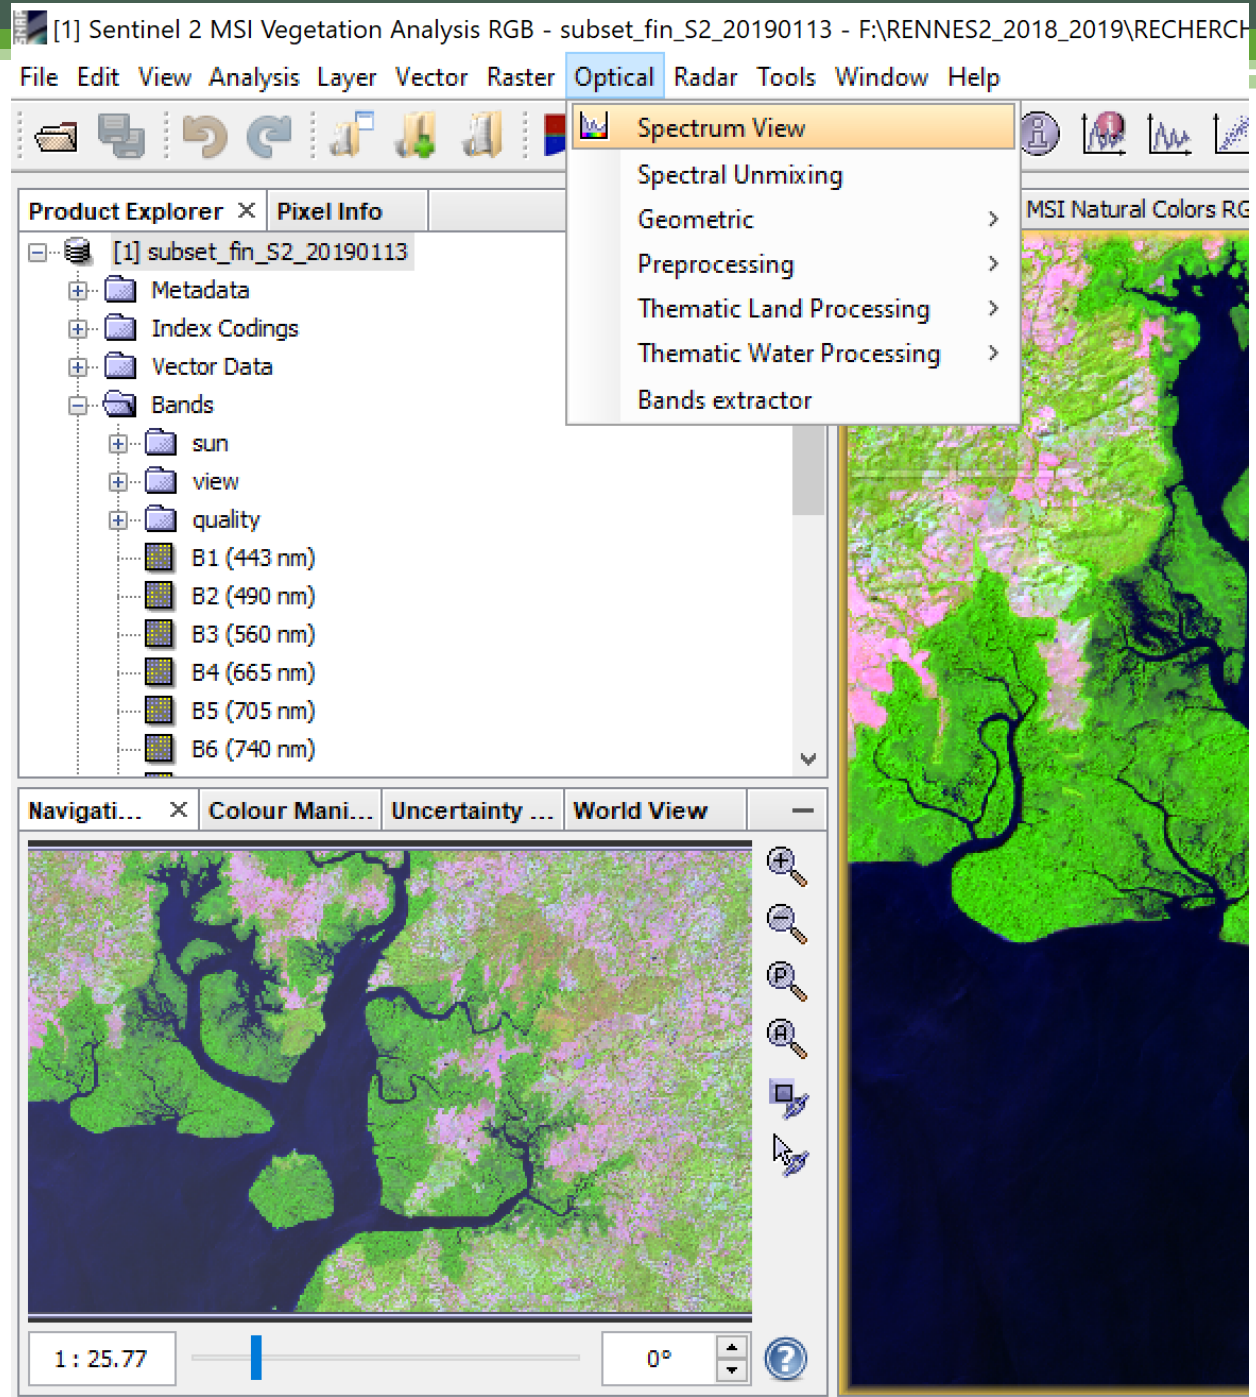 SNAP
[1] Sentinel 2 MSI Vegetation Analysis RGB - subset_fin_S2_20190113 - F:\RENNES2_2018_2019\RECHERCH
File Edit View Analysis Layer Vector Raster Optical Radar Tools Window Help
Spectrum View
Spectral Unmixing
Geometric
Preprocessing
Thematic Land Processing
Thematic Water Processing
Bands extractor
Product Explorer Pixel Info
MSI Natural Colors RG
[1] subset_fin_S2_20190113
Metadata
Index Codings
Vector Data
Bands
sun
view
quality
B1 (443 nm)
B2 (490 nm)
B3 (560 nm)
B4 (665 nm)
B5 (705 nm)
B6 (740 nm)
Navigati... Colour Mani... Uncertainty ... World View
1 : 25.77
0°